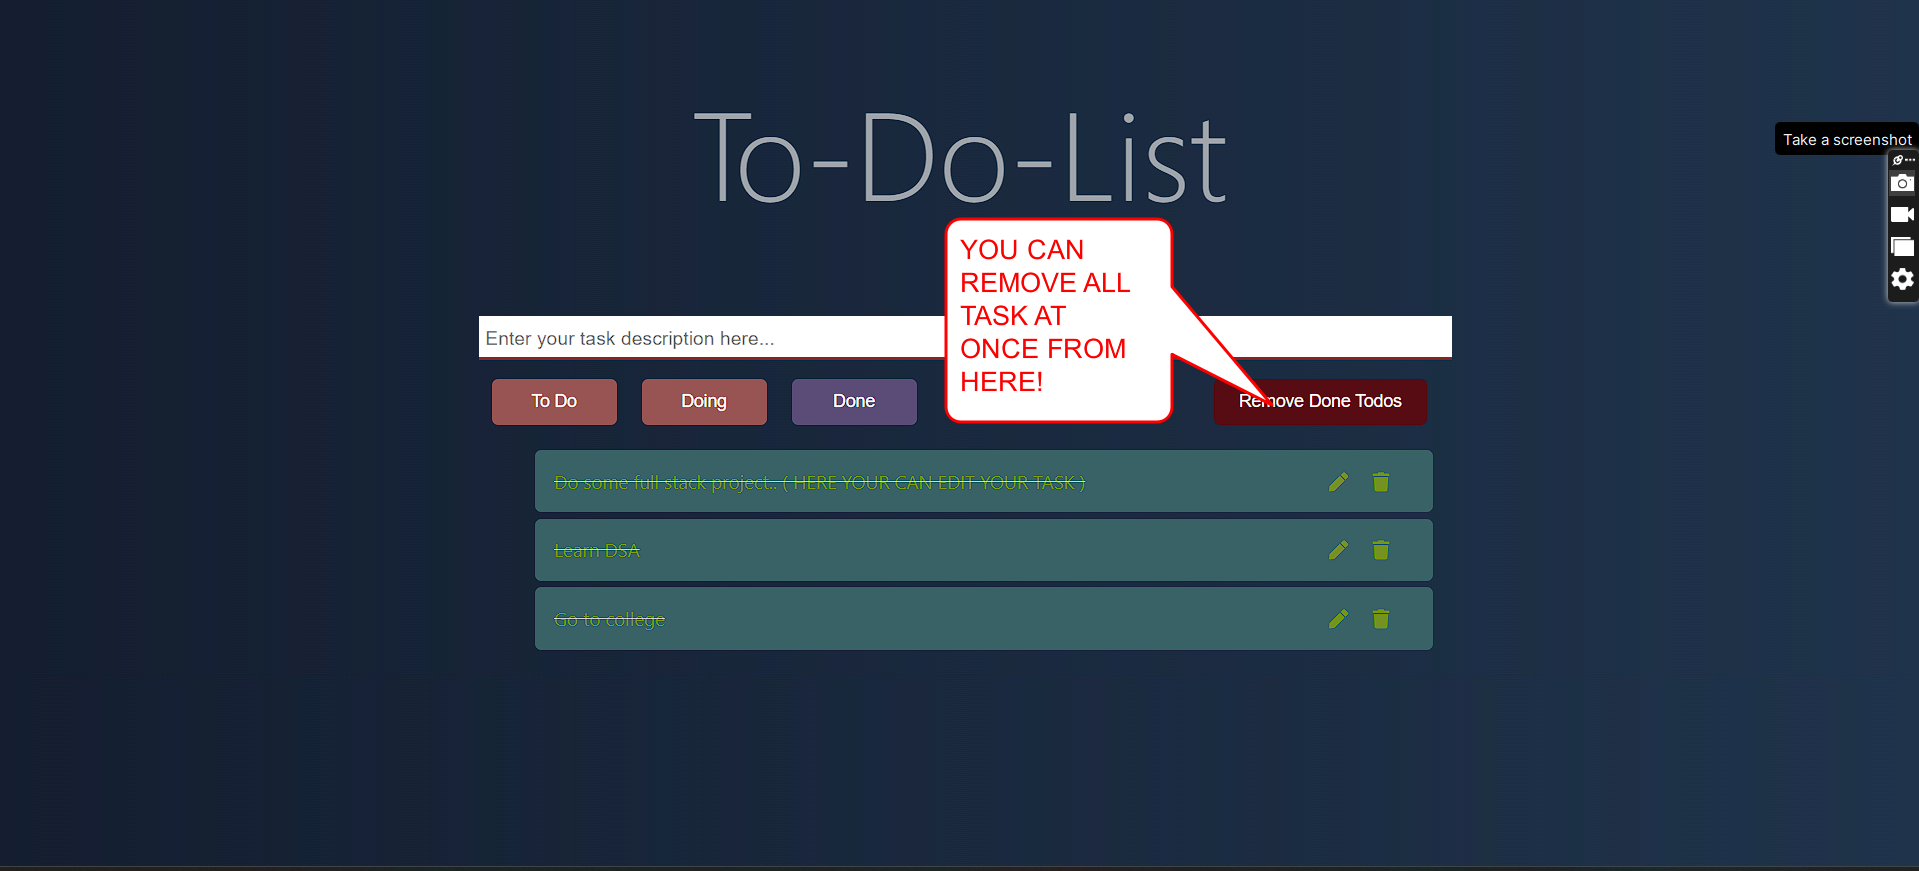 To-Do-List
Take a screenshot
YOU CAN
REMOVE ALL
TASK AT
ONCE FROM
HERE!
Enter your task description here...
To Do
Doing
Done
Remove Done Todos
Do some full stack project.. ( HERE YOUR CAN EDIT YOUR TASK )
Learn DSA
Go to college